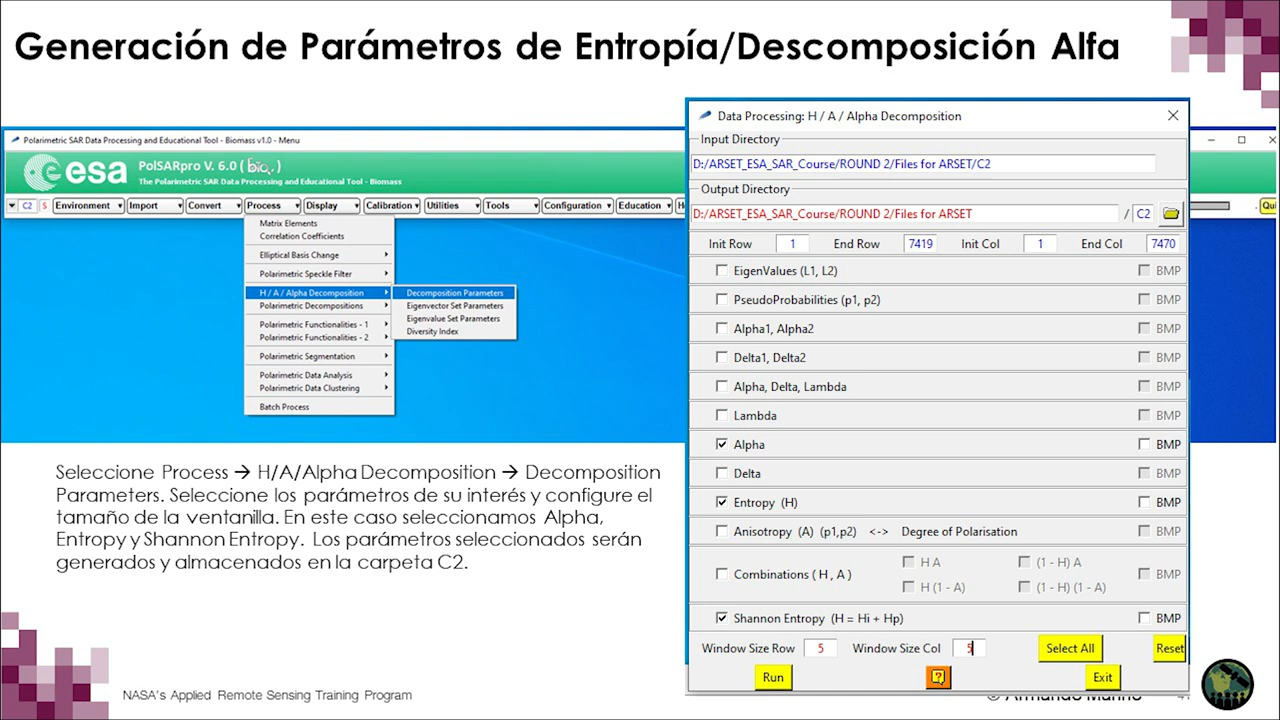 Generación de Parámetros de Entropía/Descomposición Alfa
Polarimetric SAR Data Processing and Educational Tool - Biomass v1.0 - Menu
esa
PolSARpro V. 6.0 ( bio )
The Polarimetric SAR Data Processing and Educational Tool - Biomass
C2 S Environment Import Convert Process Display Calibration Utilities Tools Configuration Education
Matrix Elements
Correlation Coefficients
Elliptical Basis Change
Polarimetric Speckle Filter
H / A / Alpha Decomposition
Polarimetric Decompositions
Polarimetric Functionalities - 1
Polarimetric Functionalities - 2
Polarimetric Segmentation
Polarimetric Data Analysis
Polarimetric Data Clustering
Batch Process
Decomposition Parameters
Eigenvector Set Parameters
Eigenvalue Set Parameters
Diversity Index
Seleccione Process → H/A/Alpha Decomposition → Decomposition
Parameters. Seleccione los parámetros de su interés y configure el
tamaño de la ventanilla. En este caso seleccionamos Alpha,
Entropy y Shannon Entropy. Los parámetros seleccionados serán
generados y almacenados en la carpeta C2.
Data Processing: H / A / Alpha Decomposition
Input Directory
D:/ARSET_ESA_SAR_Course/ROUND 2/Files for ARSET/C2
Output Directory
D:/ARSET_ESA_SAR_Course/ROUND 2/Files for ARSET / C2
Init Row 1 End Row 7419 Init Col 1 End Col 7470
EigenValues (L1, L2) BMP
PseudoProbabilities (p1, p2) BMP
Alpha1, Alpha2 BMP
Delta1, Delta2 BMP
Alpha, Delta, Lambda BMP
Lambda BMP
Alpha BMP
Delta BMP
Entropy (H) BMP
Anisotropy (A) (p1,p2) <-> Degree of Polarisation BMP
H A (1 - H) A
Combinations ( H , A ) BMP
H (1 - A) (1 - H) (1 - A)
Shannon Entropy (H = Hi + Hp) BMP
Window Size Row 5 Window Size Col 5 Select All Reset
Run Exit
NASA's Applied Remote Sensing Training Program